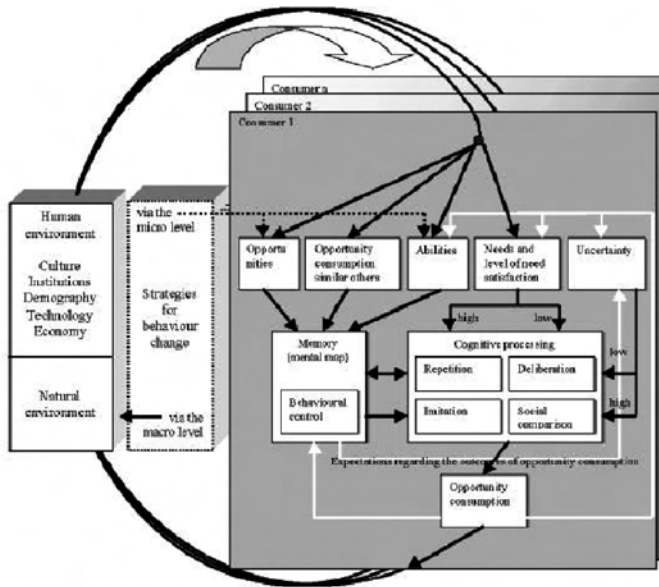 Consumer n
Consumer 2
Consumer 1
Human
environment
Culture
Institutions
Demography
Technology
Economy
Natural
environment
via the
micro level
Strategies
for
behaviour
change
via the
macro level
Opportu
nities
Opportunity
consumption
similar others
Abilities
Needs and
level of need
satisfaction
Uncertainty
high
low
Memory
(mental map)
Behavioural
control
Cognitive processing
Repetition
Deliberation
Imitation
Social
comparison
low
high
Expectations regarding the outcomes of opportunity consumption
Opportunity
consumption